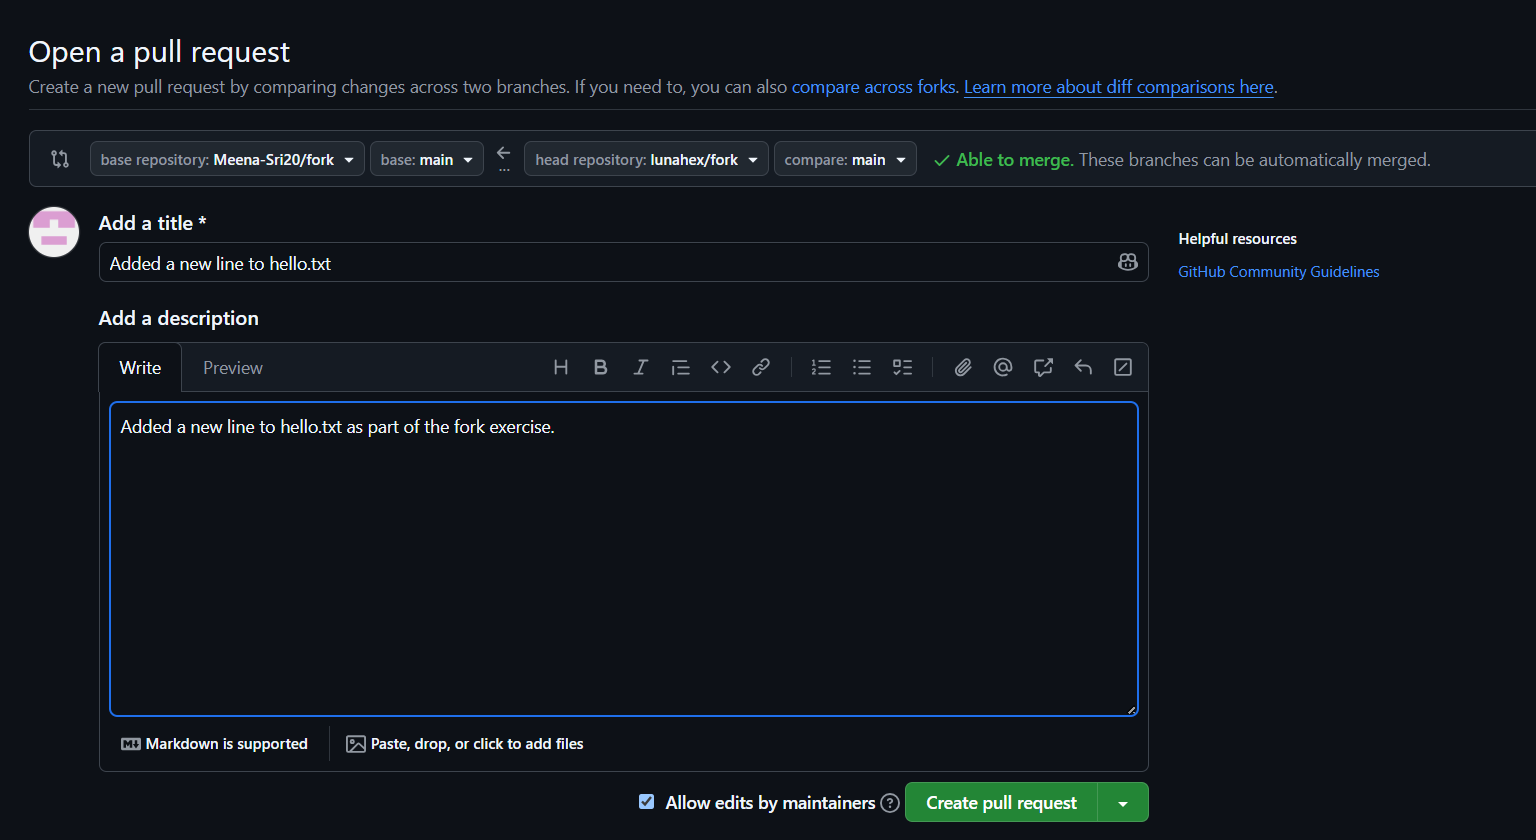 Open a pull request
Create a new pull request by comparing changes across two branches. If you need to, you can also compare across forks. Learn more about diff comparisons here.
base repository: Meena-Sri20/fork base: main ... head repository: lunahex/fork compare: main Able to merge. These branches can be automatically merged.
Add a title *
Helpful resources
Added a new line to hello.txt
GitHub Community Guidelines
Add a description
Write Preview H B I
Added a new line to hello.txt as part of the fork exercise.
Markdown is supported Paste, drop, or click to add files
Allow edits by maintainers ? Create pull request